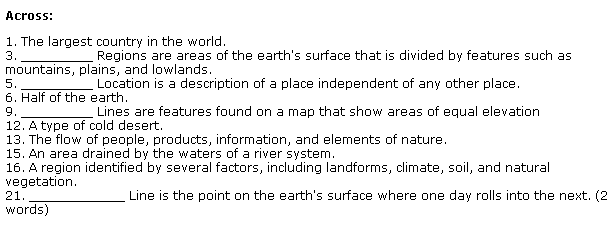 Across:
1. The largest country in the world.
3. __________ Regions are areas of the earth's surface that is divided by features such as
mountains, plains, and lowlands.
5. __________ Location is a description of a place independent of any other place.
6. Half of the earth.
9. __________ Lines are features found on a map that show areas of equal elevation
12. A type of cold desert.
13. The flow of people, products, information, and elements of nature.
15. An area drained by the waters of a river system.
16. A region identified by several factors, including landforms, climate, soil, and natural
vegetation.
21. _____________ Line is the point on the earth's surface where one day rolls into the next. (2
words)